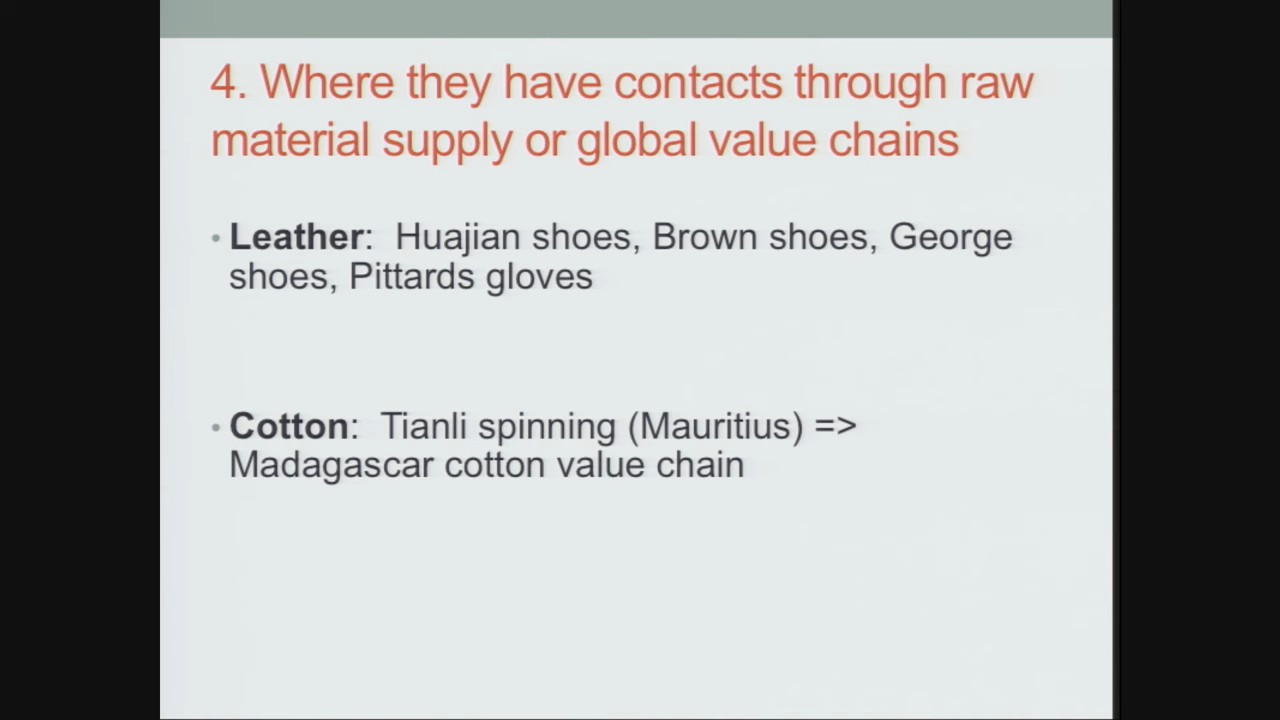 4. Where they have contacts through raw
material supply or global value chains
• Leather: Huajian shoes, Brown shoes, George
shoes, Pittards gloves
• Cotton: Tianli spinning (Mauritius) =>
Madagascar cotton value chain